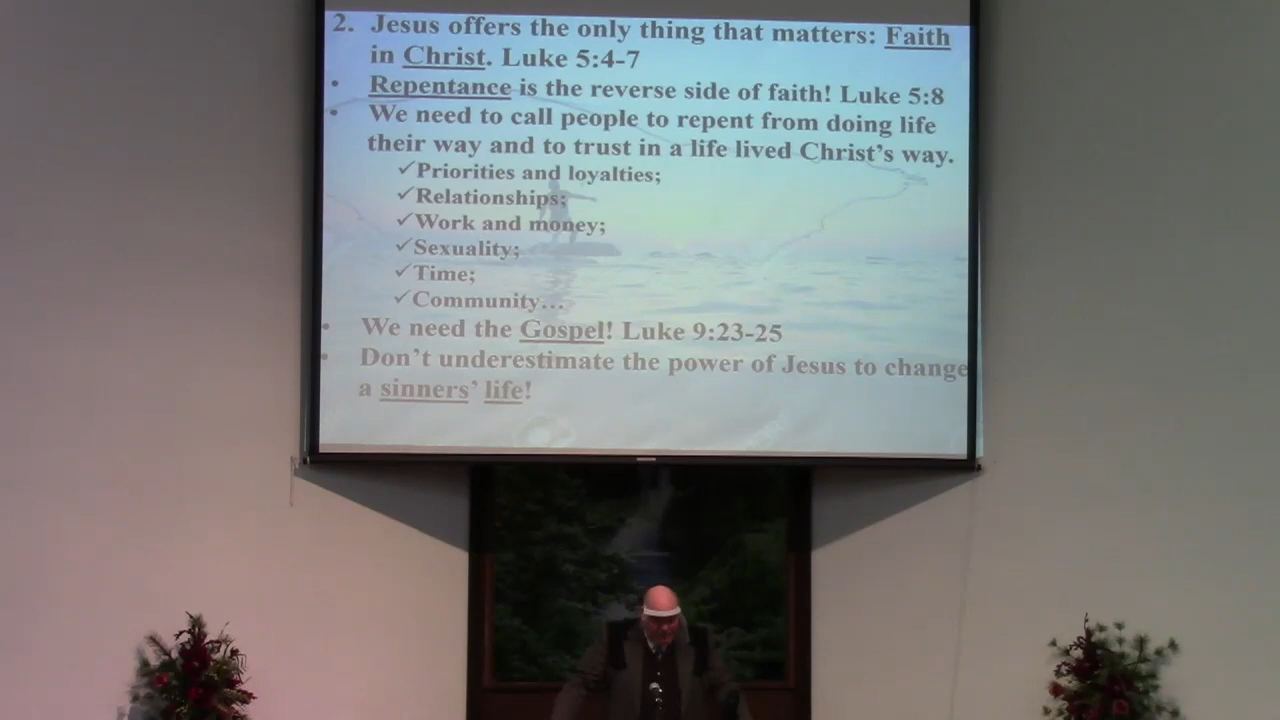 2. Jesus offers the only thing that matters: Faith
in Christ. Luke 5:4-7
• Repentance is the reverse side of faith! Luke 5:8
• We need to call people to repent from doing life
their way and to trust in a life lived Christ's way.
✓Priorities and loyalties;
✓Relationships;
✓Work and money;
✓Sexuality;
✓Time;
✓Community…
• We need the Gospel! Luke 9:23-25
• Don't underestimate the power of Jesus to change
a sinners' life!